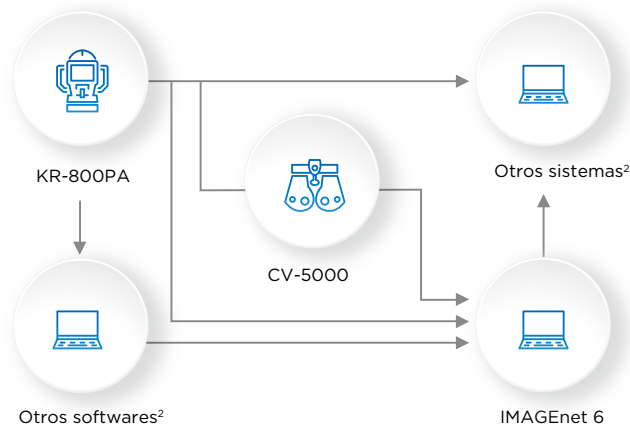 KR-800PA
Otros sistemas²
CV-5000
Otros softwares²
IMAGEnet 6